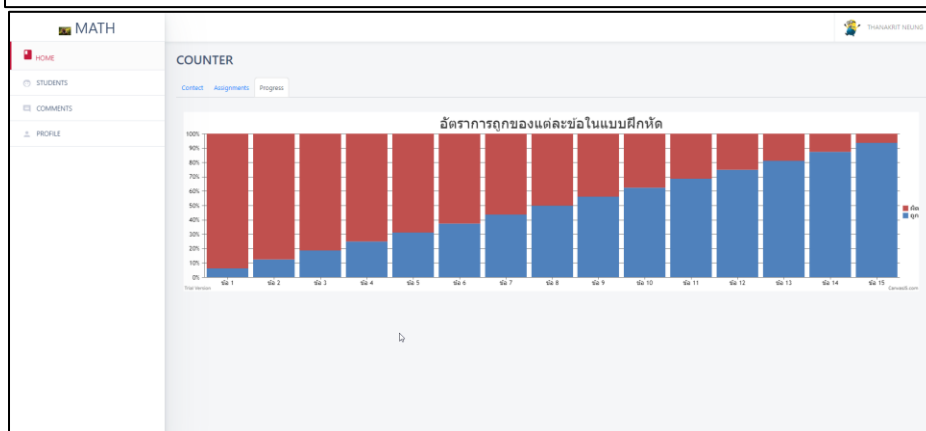 MATH
THANAKRIT NEUNG
HOME
STUDENTS
COMMENTS
PROFILE
COUNTER
Contact Assignments Progress
อัตราการถูกของแต่ละข้อในแบบฝึกหัด
100%
90%
80%
70%
60%
50%
40%
30%
20%
10%
0%
ข้อ 1 ข้อ 2 ข้อ 3 ข้อ 4 ข้อ 5 ข้อ 6 ข้อ 7 ข้อ 8 ข้อ 9 ข้อ 10 ข้อ 11 ข้อ 12 ข้อ 13 ข้อ 14 ข้อ 15
ผิด
ถูก
Trial Version
CanvasJS.com